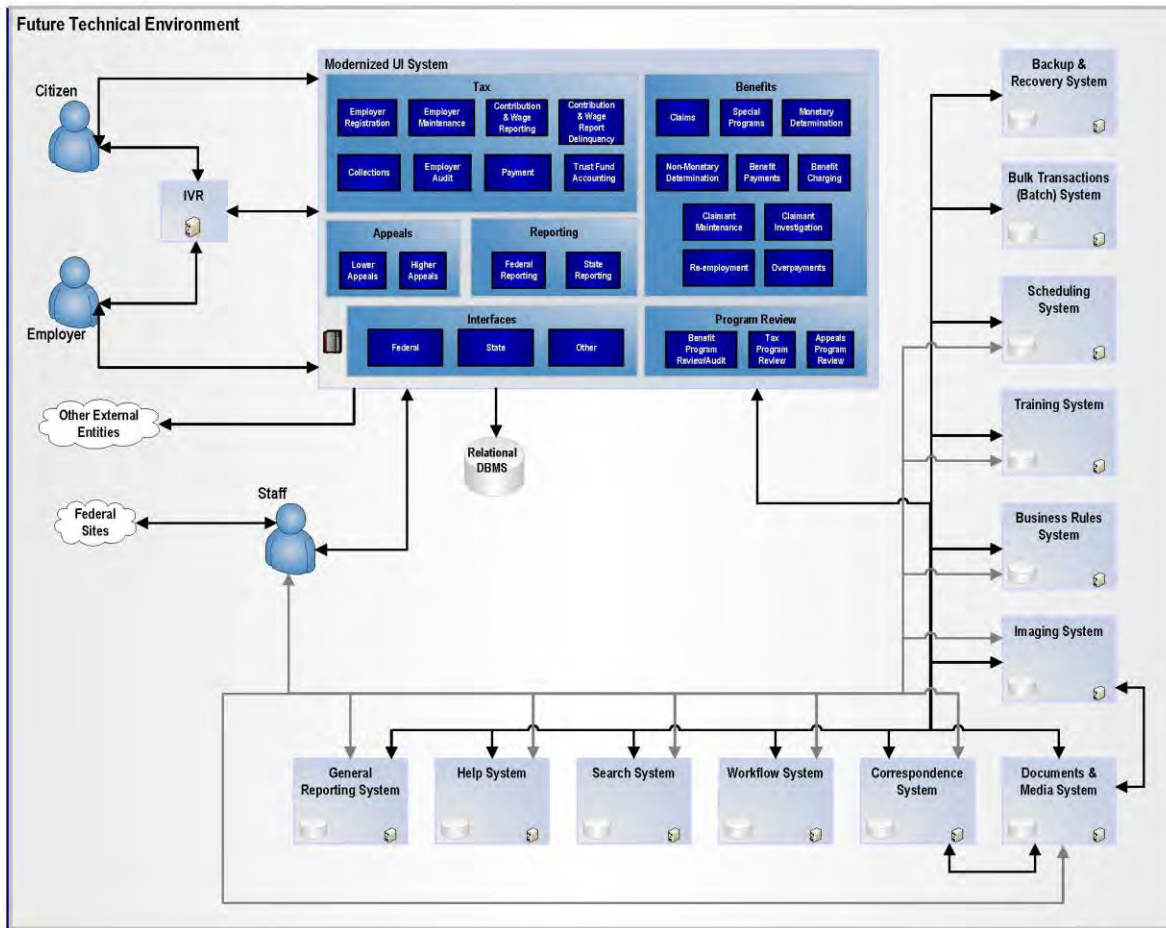 Future Technical Environment
Citizen
IVR
Employer
Other External
Entities
Federal
Sites
Staff
Relational
DBMS
Modernized UI System
Tax
Employer
Registration
Employer
Maintenance
Contribution
& Wage
Reporting
Contribution
& Wage
Report
Delinquency
Collections
Employer
Audit
Payment
Trust Fund
Accounting
Appeals
Lower
Appeals
Higher
Appeals
Reporting
Federal
Reporting
State
Reporting
Interfaces
Federal
State
Other
Benefits
Claims
Special
Programs
Monetary
Determination
Non-Monetary
Determination
Benefit
Payments
Benefit
Charging
Claimant
Maintenance
Claimant
Investigation
Re-employment
Overpayments
Program Review
Benefit
Program
Review/Audit
Tax
Program
Review
Appeals
Program
Review
Backup &
Recovery System
Bulk Transactions
(Batch) System
Scheduling
System
Training System
Business Rules
System
Imaging System
General
Reporting System
Help System
Search System
Workflow System
Correspondence
System
Documents &
Media System